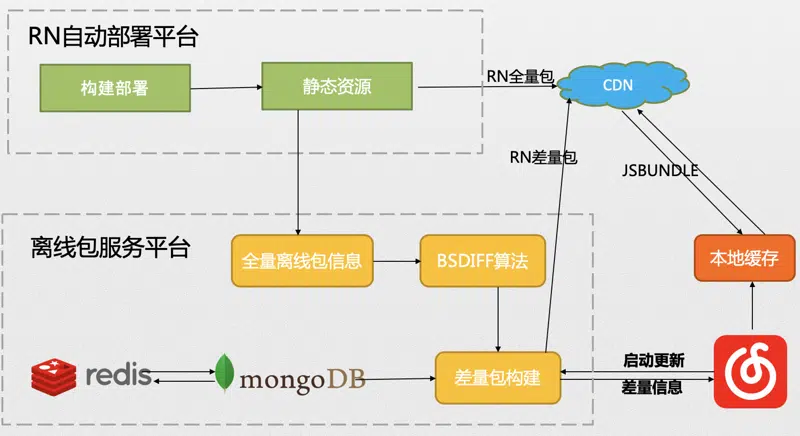 RN自动部署平台
构建部署
静态资源
RN全量包
CDN
RN差量包
JSBUNDLE
离线包服务平台
全量离线包信息
BSDIFF算法
本地缓存
redis
mongoDB
差量包构建
启动更新
差量信息